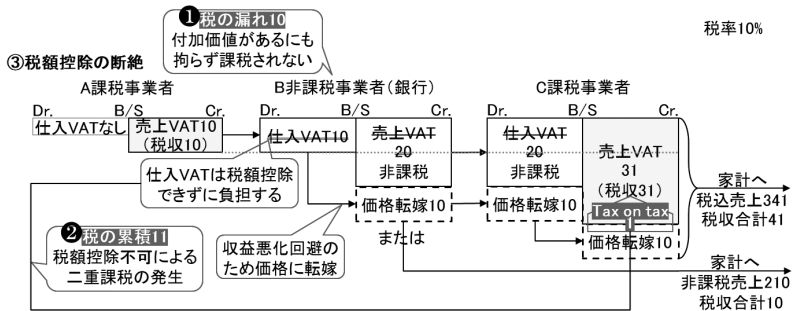 ❶税の漏れ10
付加価値があるにも
拘らず課税されない
税率10%
③税額控除の断絶
A課税事業者
B非課税事業者(銀行)
C課税事業者
Dr. B/S Cr.
Dr. B/S Cr.
Dr. B/S Cr.
仕入VATなし
売上VAT10
(税収10)
仕入VAT10
売上VAT
20
非課税
仕入VAT
20
非課税
売上VAT
31
(税収31)
仕入VATは税額控除
できずに負担する
価格転嫁10
価格転嫁10
Tax on tax
1
価格転嫁10
または
家計へ
税込売上341
税収合計41
❷税の累積11
税額控除不可による
二重課税の発生
収益悪化回避の
ため価格に転嫁
家計へ
非課税売上210
税収合計10